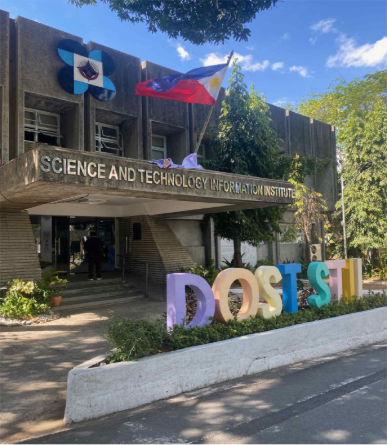 SCIENCE AND TECHNOLOGY INFORMATION INSTITUTE
DOST STII